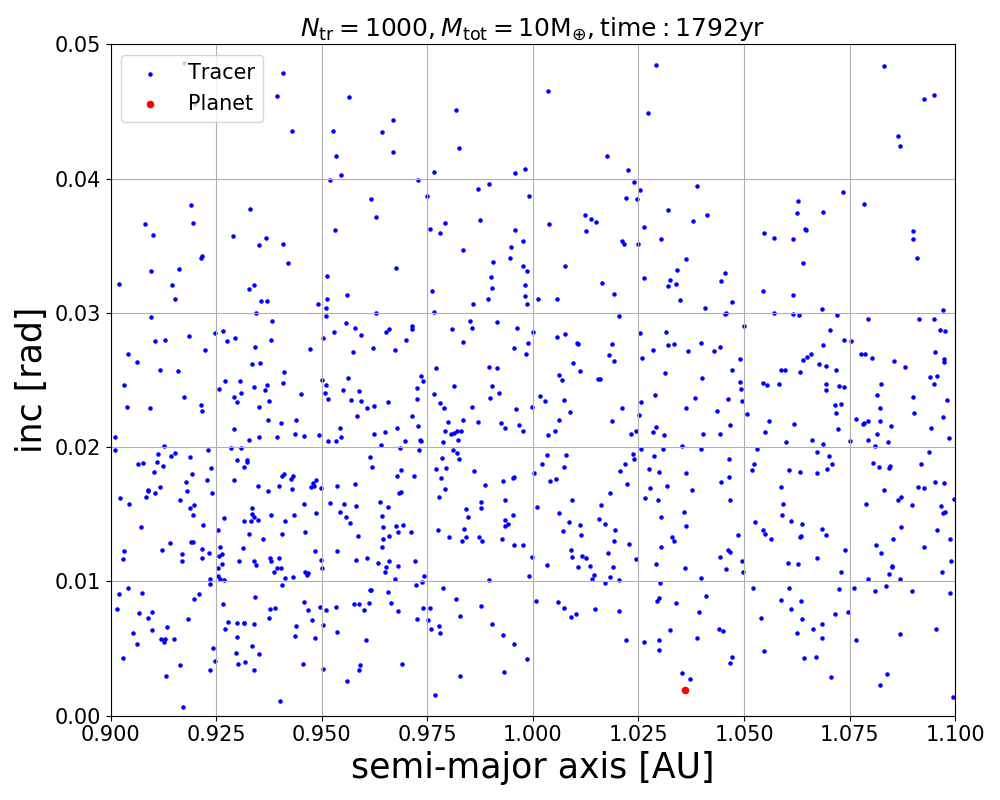 N_tr = 1000, M_tot = 10M_⊕, time : 1792yr
Tracer
Planet
0.05
0.04
0.03
0.02
0.01
0.00
inc [rad]
0.900 0.925 0.950 0.975 1.000 1.025 1.050 1.075 1.100
semi-major axis [AU]